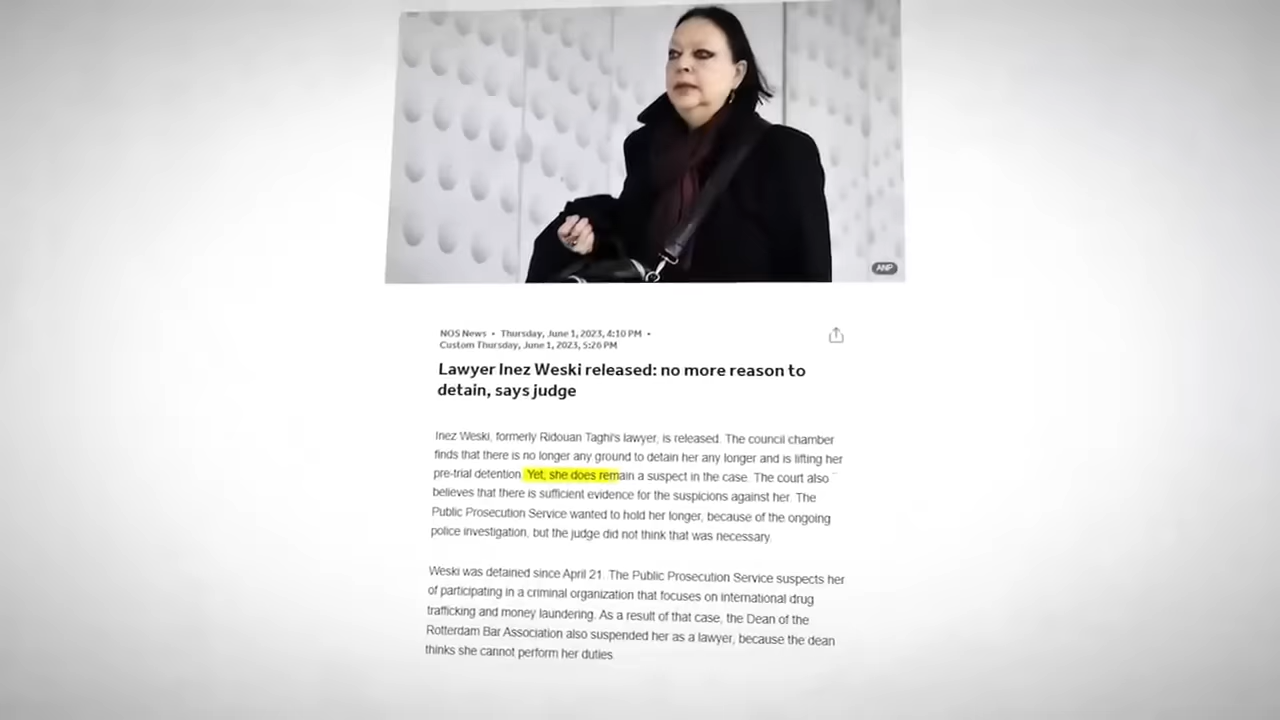 ANP
NOS News • Thursday, June 1, 2023, 4:10 PM •
Custom Thursday, June 1, 2023, 5:26 PM
Lawyer Inez Weski released: no more reason to
detain, says judge
Inez Weski, formerly Ridouan Taghi's lawyer, is released. The council chamber
finds that there is no longer any ground to detain her any longer and is lifting her
pre-trial detention. Yet, she does remain a suspect in the case. The court also
believes that there is sufficient evidence for the suspicions against her. The
Public Prosecution Service wanted to hold her longer, because of the ongoing
police investigation, but the judge did not think that was necessary.
Weski was detained since April 21. The Public Prosecution Service suspects her
of participating in a criminal organization that focuses on international drug
trafficking and money laundering. As a result of that case, the Dean of the
Rotterdam Bar Association also suspended her as a lawyer, because the dean
thinks she cannot perform her duties.